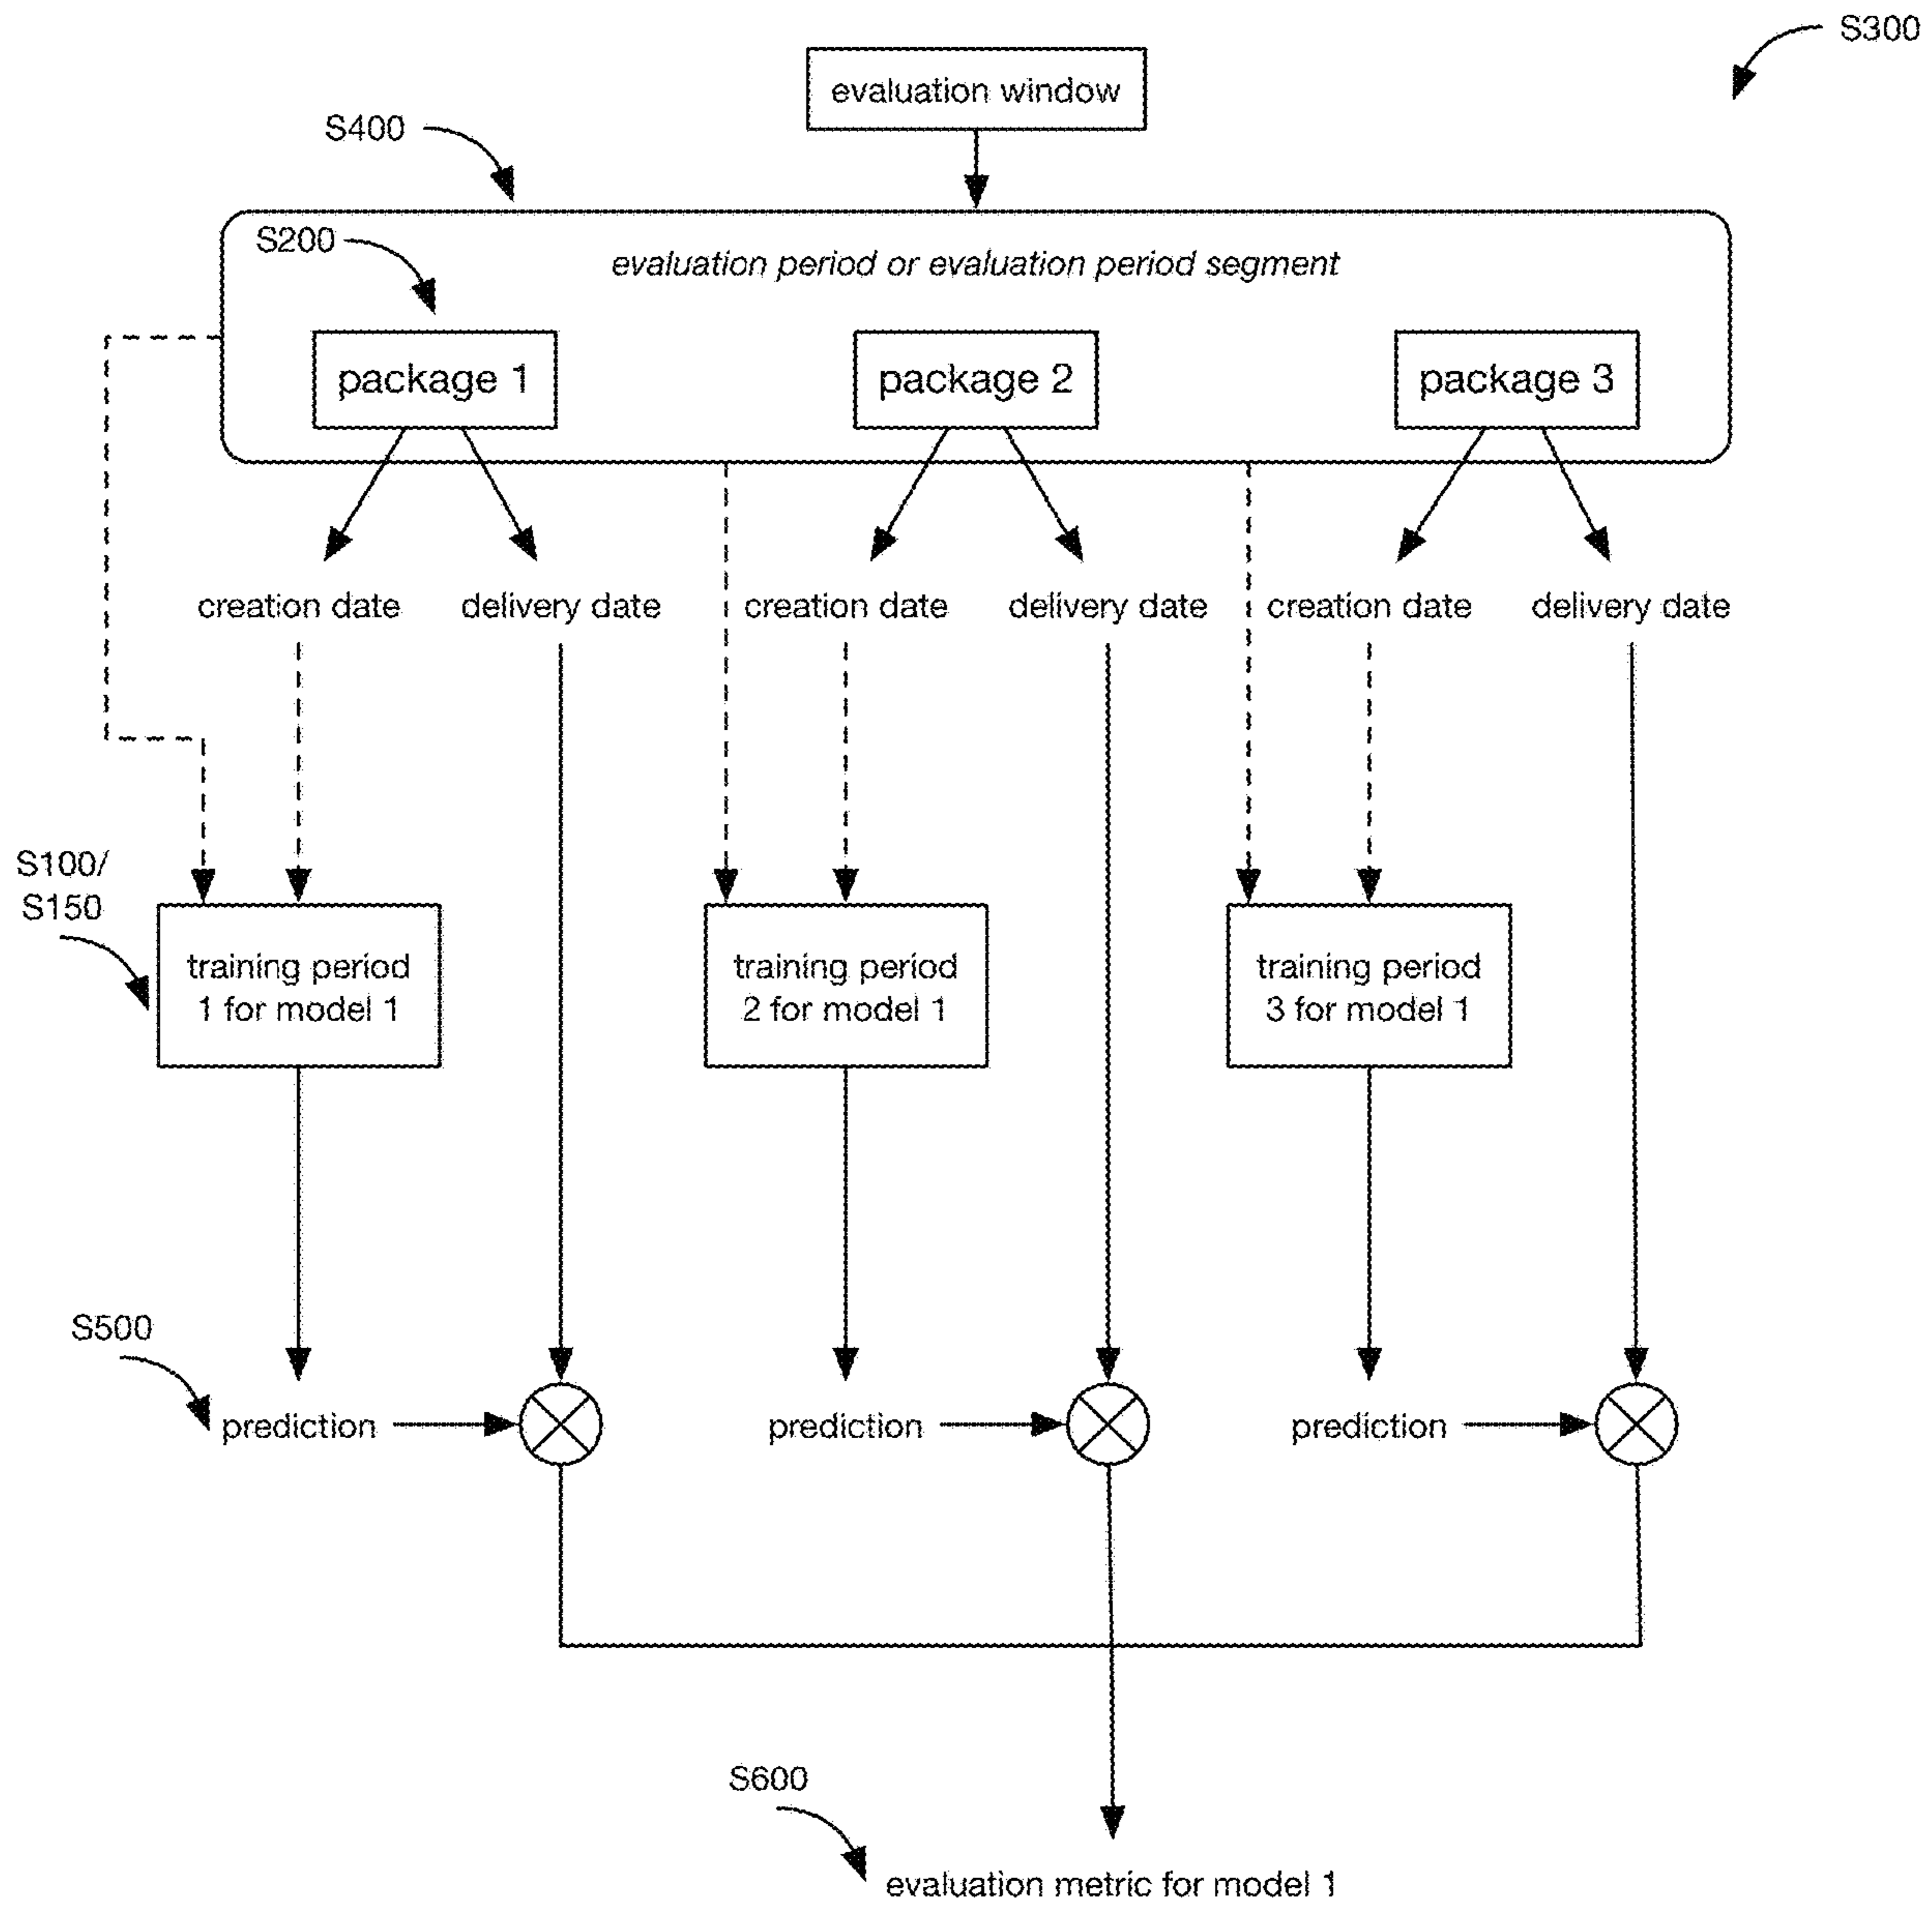 S300
evaluation window
S400
S200
evaluation period or evaluation period segment
package 1
package 2
package 3
creation date
delivery date
creation date
delivery date
creation date
delivery date
S100/
S150
training period
1 for model 1
training period
2 for model 1
training period
3 for model 1
S500
prediction
prediction
prediction
S600
evaluation metric for model 1